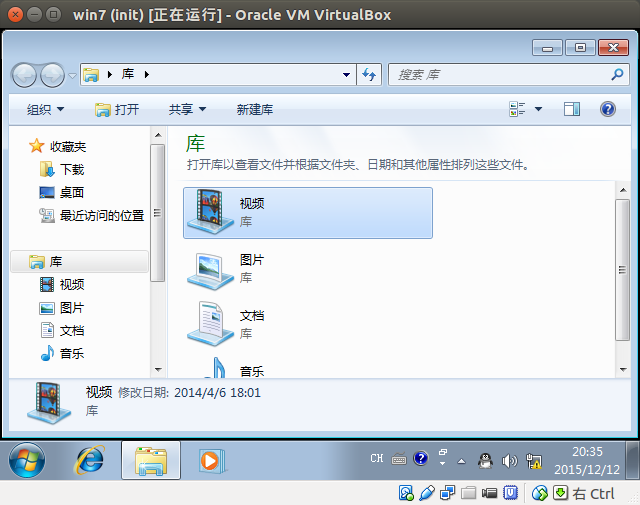 win7 (init) [正在运行] - Oracle VM VirtualBox
库
搜索 库
组织 打开 共享 新建库
收藏夹
下载
桌面
最近访问的位置
库
视频
图片
文档
音乐
库
打开库以查看文件并根据文件夹、日期和其他属性排列这些文件。
视频
库
图片
库
文档
库
音乐
视频 修改日期: 2014/4/6 18:01
库
CH
20:35
2015/12/12
右 Ctrl